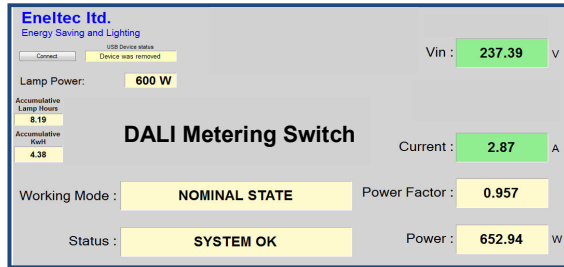 Eneltec ltd.
Energy Saving and Lighting
USB Device status
Connect
Device was removed
Vin :
237.39
V
Lamp Power:
600 W
Accumulative
Lamp Hours
8.19
Accumulative
KwH
4.38
DALI Metering Switch
Current :
2.87
A
Working Mode :
NOMINAL STATE
Power Factor :
0.957
Status :
SYSTEM OK
Power :
652.94
W